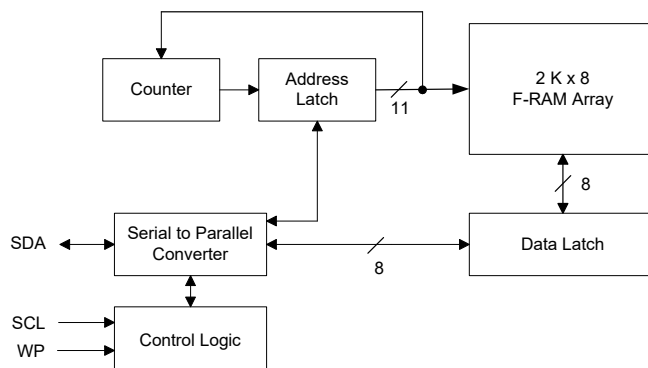 Counter
Address
Latch
11
2 K x 8
F-RAM Array
8
SDA
Serial to Parallel
Converter
8
Data Latch
SCL
WP
Control Logic